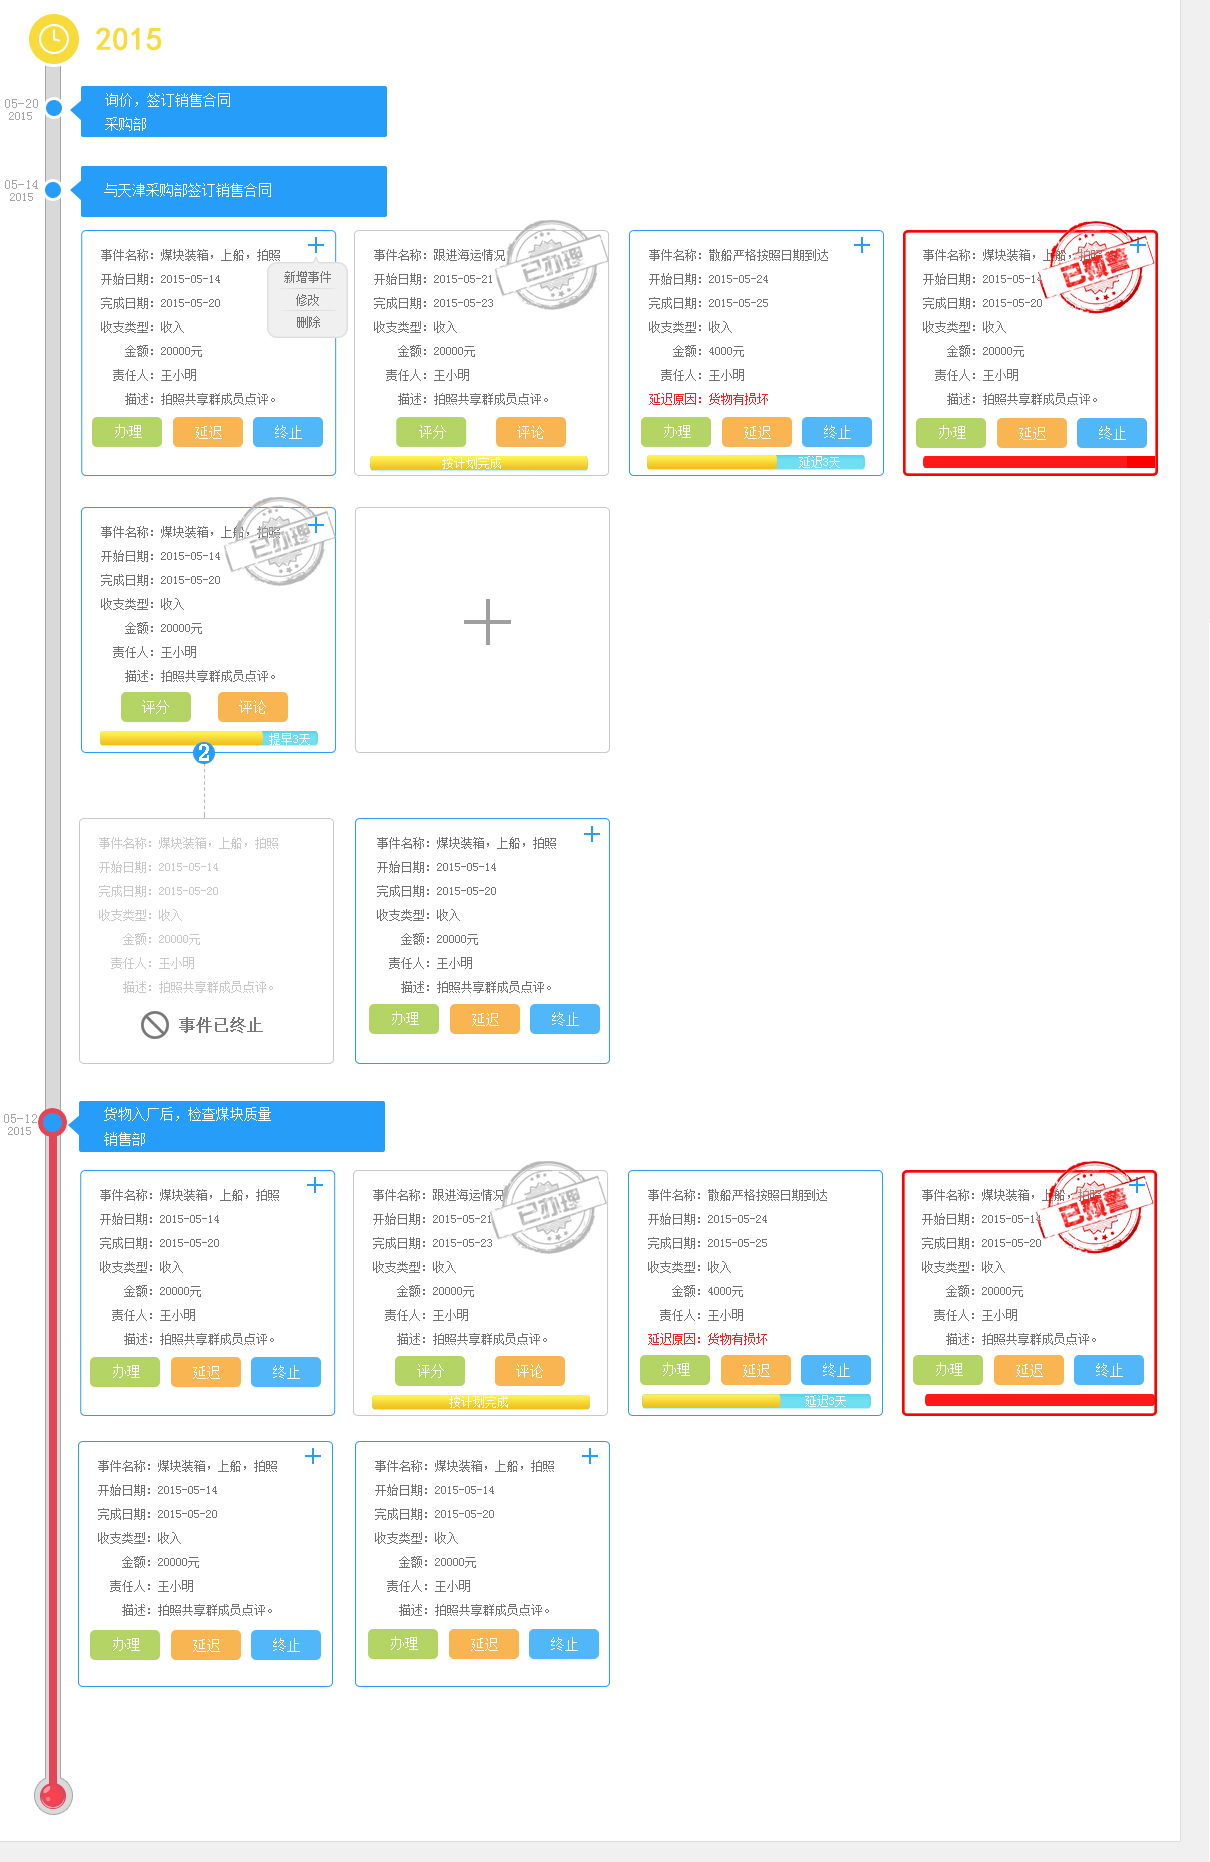 2015
05-20
2015
询价，签订销售合同
采购部
05-14
2015
与天津采购部签订销售合同
事件名称：煤块装箱，上船，拍照
开始日期：2015-05-14
完成日期：2015-05-20
收支类型：收入
金额：20000元
责任人：王小明
描述：拍照共享群成员点评。
办理 延迟 终止
新增事件
修改
删除
事件名称：跟进海运情况
开始日期：2015-05-21
完成日期：2015-05-23
收支类型：收入
金额：20000元
责任人：王小明
描述：拍照共享群成员点评。
已办理
评分 评论
按计划完成
事件名称：散船严格按照日期到达
开始日期：2015-05-24
完成日期：2015-05-25
收支类型：收入
金额：4000元
责任人：王小明
延迟原因：货物有损坏
办理 延迟 终止
延迟3天
事件名称：煤块装箱，上船，拍照
开始日期：2015-05-14
完成日期：2015-05-20
收支类型：收入
金额：20000元
责任人：王小明
描述：拍照共享群成员点评。
已预警
办理 延迟 终止
事件名称：煤块装箱，上船，拍照
开始日期：2015-05-14
完成日期：2015-05-20
收支类型：收入
金额：20000元
责任人：王小明
描述：拍照共享群成员点评。
已办理
评分 评论
提早3天
2
事件名称：煤块装箱，上船，拍照
开始日期：2015-05-14
完成日期：2015-05-20
收支类型：收入
金额：20000元
责任人：王小明
描述：拍照共享群成员点评。
事件已终止
事件名称：煤块装箱，上船，拍照
开始日期：2015-05-14
完成日期：2015-05-20
收支类型：收入
金额：20000元
责任人：王小明
描述：拍照共享群成员点评。
办理 延迟 终止
05-12
2015
货物入厂后，检查煤块质量
销售部
事件名称：煤块装箱，上船，拍照
开始日期：2015-05-14
完成日期：2015-05-20
收支类型：收入
金额：20000元
责任人：王小明
描述：拍照共享群成员点评。
办理 延迟 终止
事件名称：跟进海运情况
开始日期：2015-05-21
完成日期：2015-05-23
收支类型：收入
金额：20000元
责任人：王小明
描述：拍照共享群成员点评。
已办理
评分 评论
按计划完成
事件名称：散船严格按照日期到达
开始日期：2015-05-24
完成日期：2015-05-25
收支类型：收入
金额：4000元
责任人：王小明
延迟原因：货物有损坏
办理 延迟 终止
延迟3天
事件名称：煤块装箱，上船，拍照
开始日期：2015-05-14
完成日期：2015-05-20
收支类型：收入
金额：20000元
责任人：王小明
描述：拍照共享群成员点评。
已预警
办理 延迟 终止
事件名称：煤块装箱，上船，拍照
开始日期：2015-05-14
完成日期：2015-05-20
收支类型：收入
金额：20000元
责任人：王小明
描述：拍照共享群成员点评。
办理 延迟 终止
事件名称：煤块装箱，上船，拍照
开始日期：2015-05-14
完成日期：2015-05-20
收支类型：收入
金额：20000元
责任人：王小明
描述：拍照共享群成员点评。
办理 延迟 终止